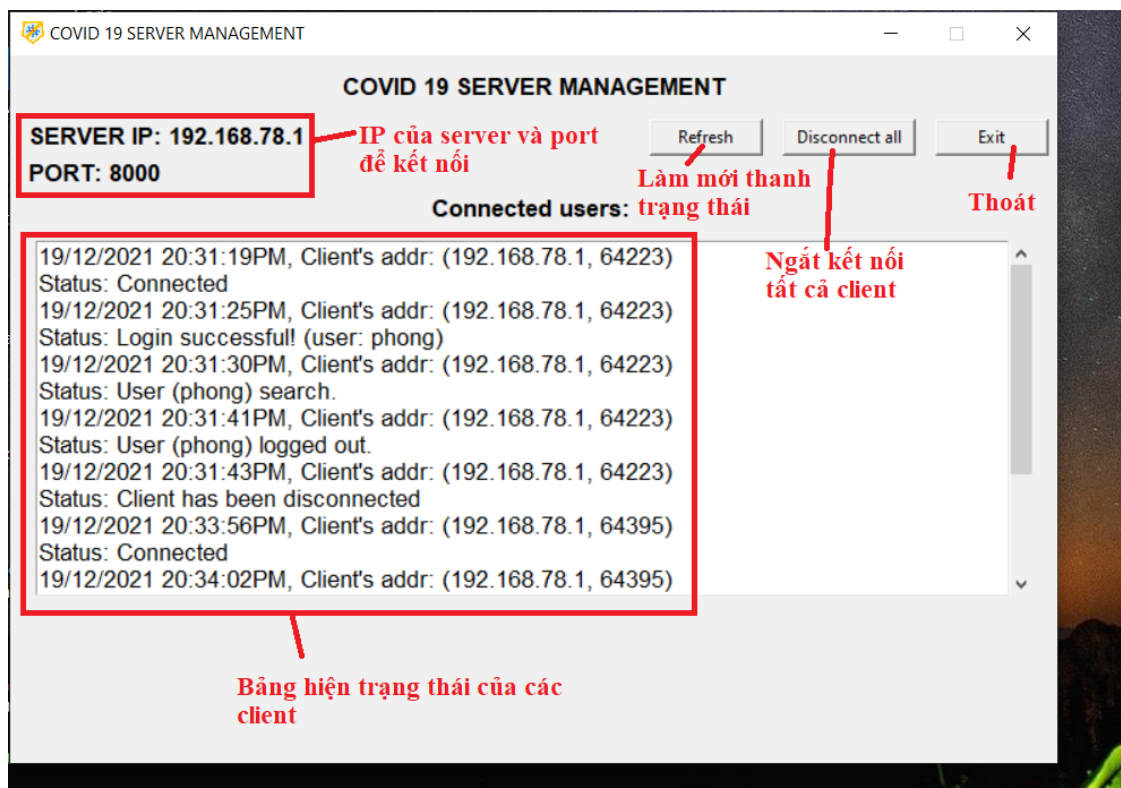 COVID 19 SERVER MANAGEMENT
COVID 19 SERVER MANAGEMENT
SERVER IP: 192.168.78.1
PORT: 8000
IP của server và port
để kết nối
Refresh
Disconnect all
Exit
Làm mới thanh
trạng thái
Thoát
Connected users:
Ngắt kết nối
tất cả client
19/12/2021 20:31:19PM, Client's addr: (192.168.78.1, 64223)
Status: Connected
19/12/2021 20:31:25PM, Client's addr: (192.168.78.1, 64223)
Status: Login successful! (user: phong)
19/12/2021 20:31:30PM, Client's addr: (192.168.78.1, 64223)
Status: User (phong) search.
19/12/2021 20:31:41PM, Client's addr: (192.168.78.1, 64223)
Status: User (phong) logged out.
19/12/2021 20:31:43PM, Client's addr: (192.168.78.1, 64223)
Status: Client has been disconnected
19/12/2021 20:33:56PM, Client's addr: (192.168.78.1, 64395)
Status: Connected
19/12/2021 20:34:02PM, Client's addr: (192.168.78.1, 64395)
Bảng hiện trạng thái của các
client